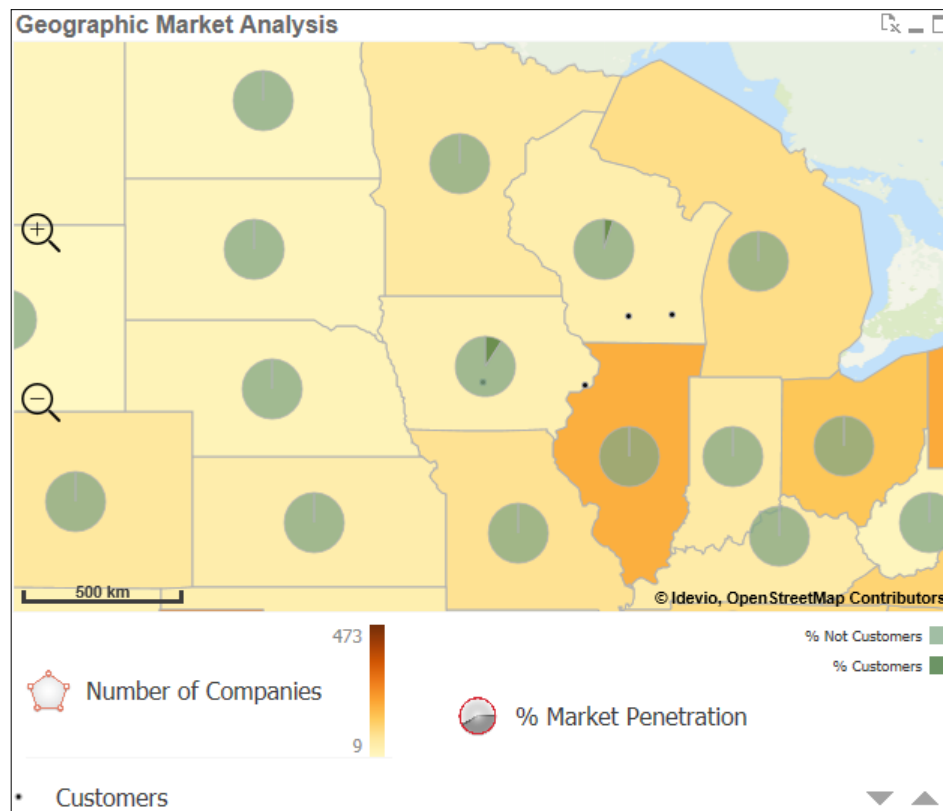 Geographic Market Analysis
500 km
© Idevio, OpenStreetMap Contributors
473
Number of Companies
9
% Not Customers
% Customers
% Market Penetration
Customers